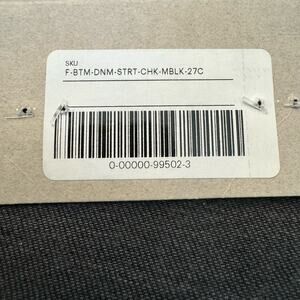 SKU
F-BTM-DNM-STRT-CHK-MBLK-27C
0-00000-99502-3